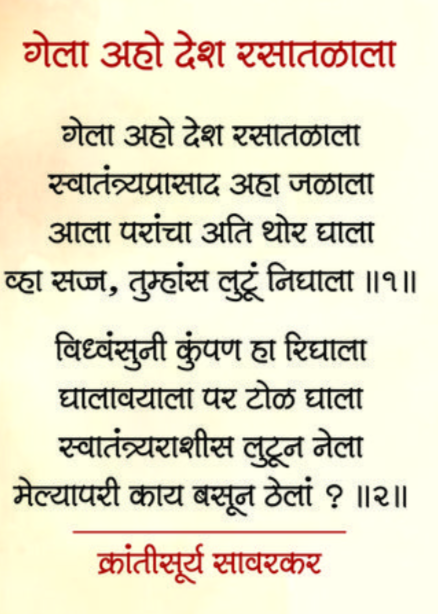 गेला अहो देश रसातळाला
गेला अहो देश रसातळाला
स्वातंत्र्यप्रासाद अहा जळाला
आला परांचा अति थोर घाला
व्हा सज्ज, तुम्हांस लुटूं निघाला ॥१॥
विध्वंसुनी कुंपण हा रिघाला
घालावयाला पर टोळ घाला
स्वातंत्र्यराशीस लुटून नेला
मेल्यापरी काय बसून ठेलां ? ॥२॥
क्रांतीसूर्य सावरकर